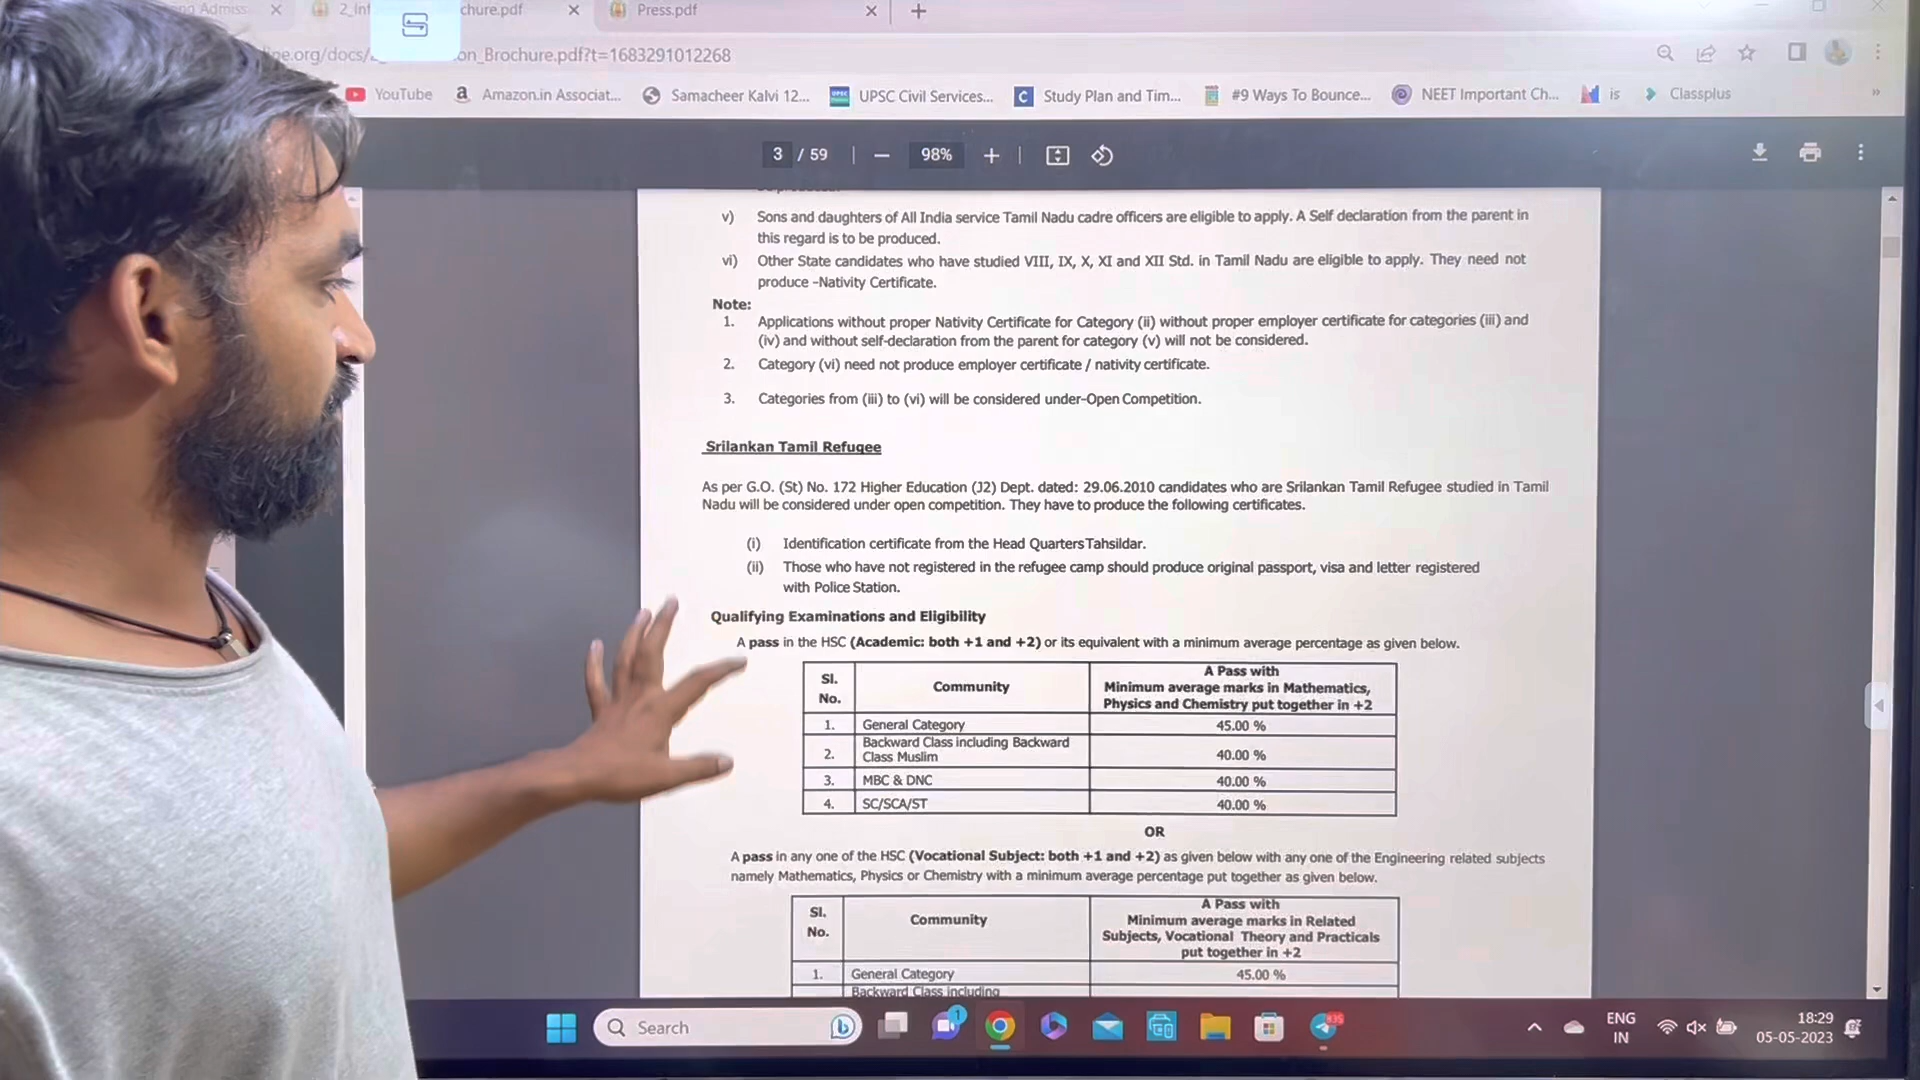 ng Admiss
2_Inf
chure.pdf
Press.pdf
ne.org/docs/
on_Brochure.pdf?t=1683291012268
YouTube
a Amazon.in Associat...
Samacheer Kalvi 12...
UPSC Civil Services...
C Study Plan and Tim...
#9 Ways To Bounce...
NEET Important Ch...
is
Classplus
»
3 / 59
98%
v) Sons and daughters of All India service Tamil Nadu cadre officers are eligible to apply. A Self declaration from the parent in
this regard is to be produced.
vi) Other State candidates who have studied VIII, IX, X, XI and XII Std. in Tamil Nadu are eligible to apply. They need not
produce –Nativity Certificate.
Note:
1. Applications without proper Nativity Certificate for Category (ii) without proper employer certificate for categories (iii) and
(iv) and without self-declaration from the parent for category (v) will not be considered.
2. Category (vi) need not produce employer certificate / nativity certificate.
3. Categories from (iii) to (vi) will be considered under-Open Competition.
Srilankan Tamil Refugee
As per G.O. (St) No. 172 Higher Education (J2) Dept. dated: 29.06.2010 candidates who are Srilankan Tamil Refugee studied in Tamil
Nadu will be considered under open competition. They have to produce the following certificates.
(i) Identification certificate from the Head Quarters Tahsildar.
(ii) Those who have not registered in the refugee camp should produce original passport, visa and letter registered
with Police Station.
Qualifying Examinations and Eligibility
A pass in the HSC (Academic: both +1 and +2) or its equivalent with a minimum average percentage as given below.
Sl.
No.
Community
A Pass with
Minimum average marks in Mathematics,
Physics and Chemistry put together in +2
1. General Category 45.00 %
2. Backward Class including Backward
Class Muslim 40.00 %
3. MBC & DNC 40.00 %
4. SC/SCA/ST 40.00 %
OR
A pass in any one of the HSC (Vocational Subject: both +1 and +2) as given below with any one of the Engineering related subjects
namely Mathematics, Physics or Chemistry with a minimum average percentage put together as given below.
Sl.
No.
Community
A Pass with
Minimum average marks in Related
Subjects, Vocational Theory and Practicals
put together in +2
1. General Category 45.00 %
Backward Class including
Search
1
835
ENG
IN
18:29
05-05-2023